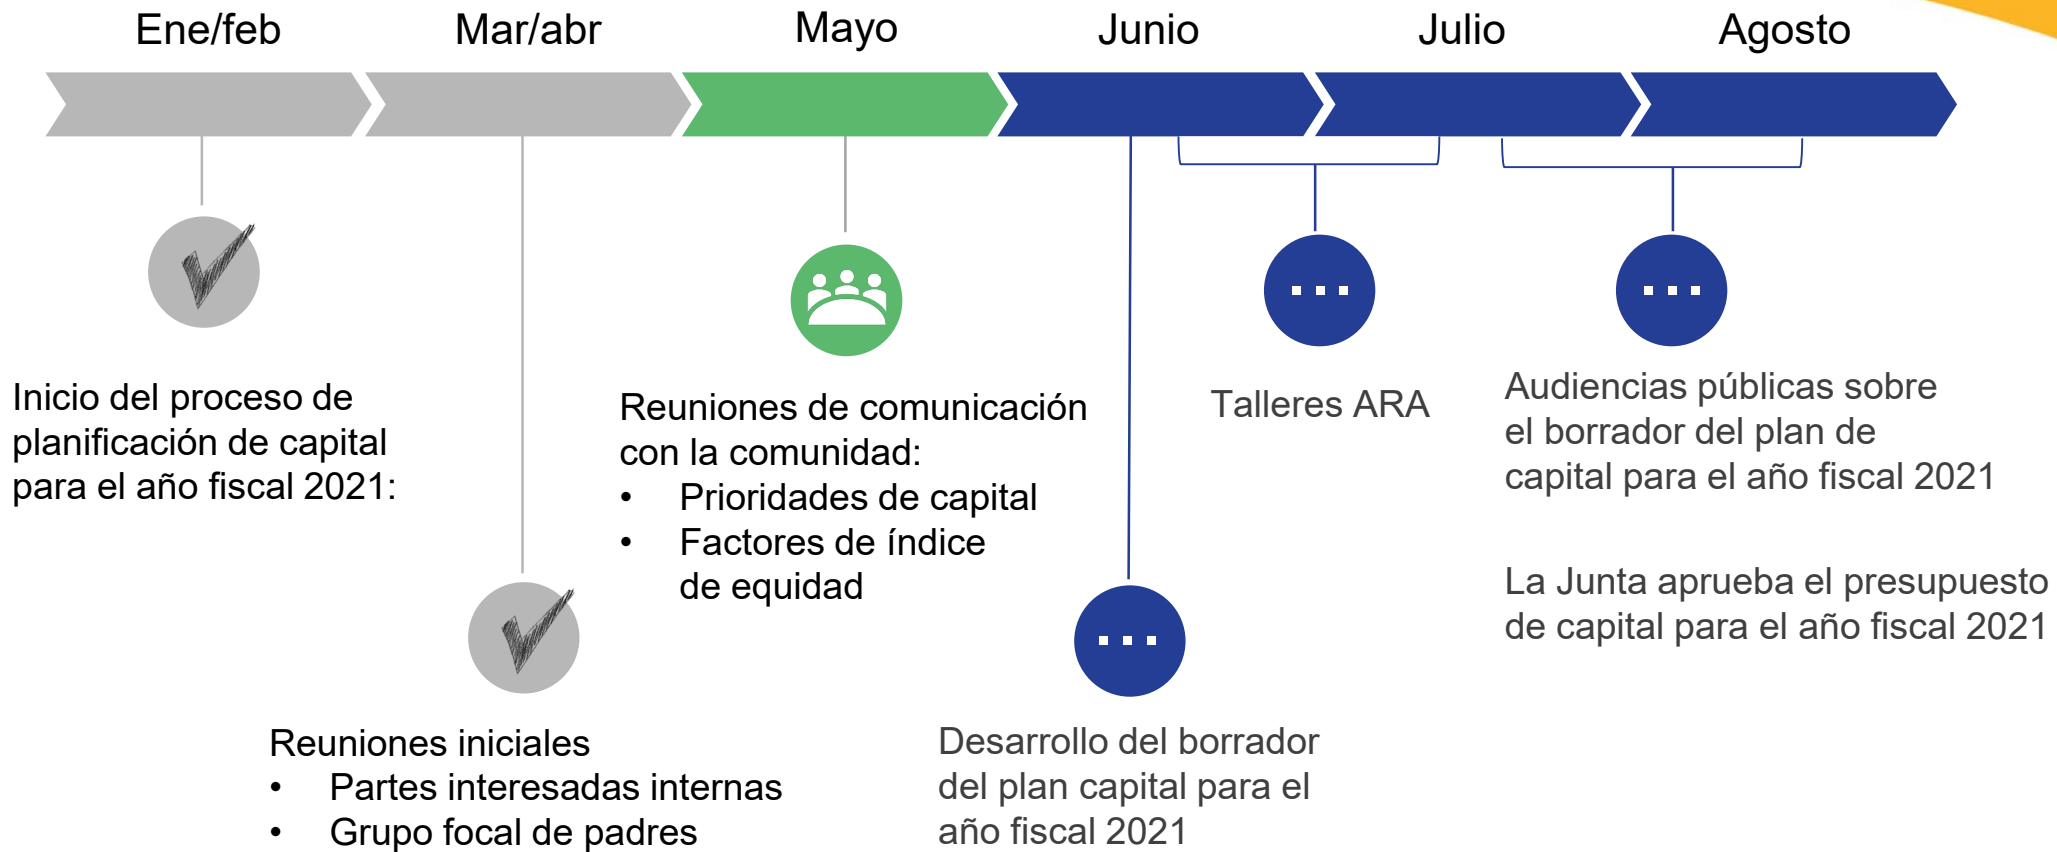 Ene/feb
Mar/abr
Mayo
Junio
Julio
Agosto
Inicio del proceso de
planificación de capital
para el año fiscal 2021:
Reuniones iniciales
• Partes interesadas internas
• Grupo focal de padres
Reuniones de comunicación
con la comunidad:
• Prioridades de capital
• Factores de índice
de equidad
Desarrollo del borrador
del plan capital para el
año fiscal 2021
Talleres ARA
Audiencias públicas sobre
el borrador del plan de
capital para el año fiscal 2021
La Junta aprueba el presupuesto
de capital para el año fiscal 2021